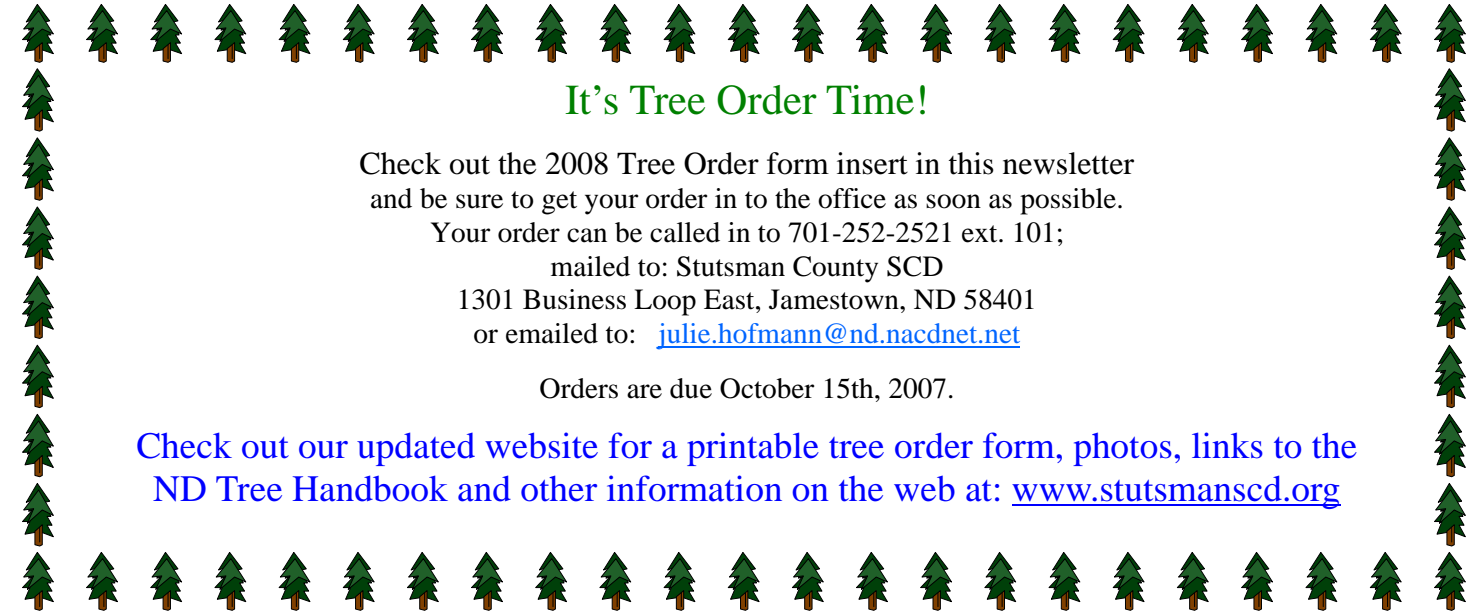 It's Tree Order Time!
Check out the 2008 Tree Order form insert in this newsletter
and be sure to get your order in to the office as soon as possible.
Your order can be called in to 701-252-2521 ext. 101;
mailed to: Stutsman County SCD
1301 Business Loop East, Jamestown, ND 58401
or emailed to: julie.hofmann@nd.nacdnet.net
Orders are due October 15th, 2007.
Check out our updated website for a printable tree order form, photos, links to the
ND Tree Handbook and other information on the web at: www.stutsmanscd.org